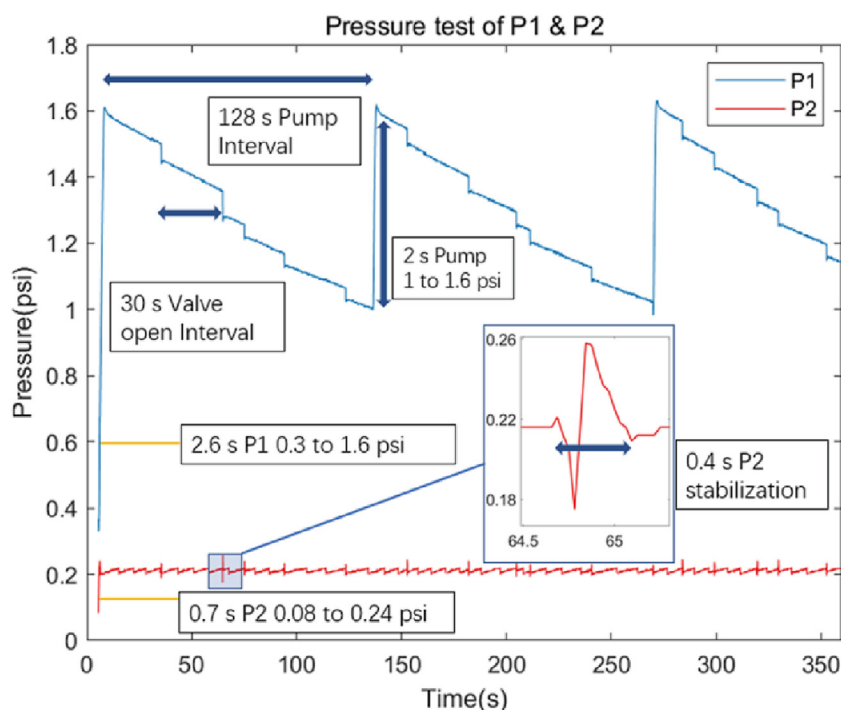 Pressure test of P1 & P2
1.8
1.6
1.4
1.2
1
0.8
0.6
0.4
0.2
0
Pressure(psi)
P1
P2
128 s Pump
Interval
2 s Pump
1 to 1.6 psi
30 s Valve
open Interval
0.26
0.22
0.18
64.5
65
2.6 s P1 0.3 to 1.6 psi
0.4 s P2
stabilization
0.7 s P2 0.08 to 0.24 psi
0
50
100
150
200
250
300
350
Time(s)